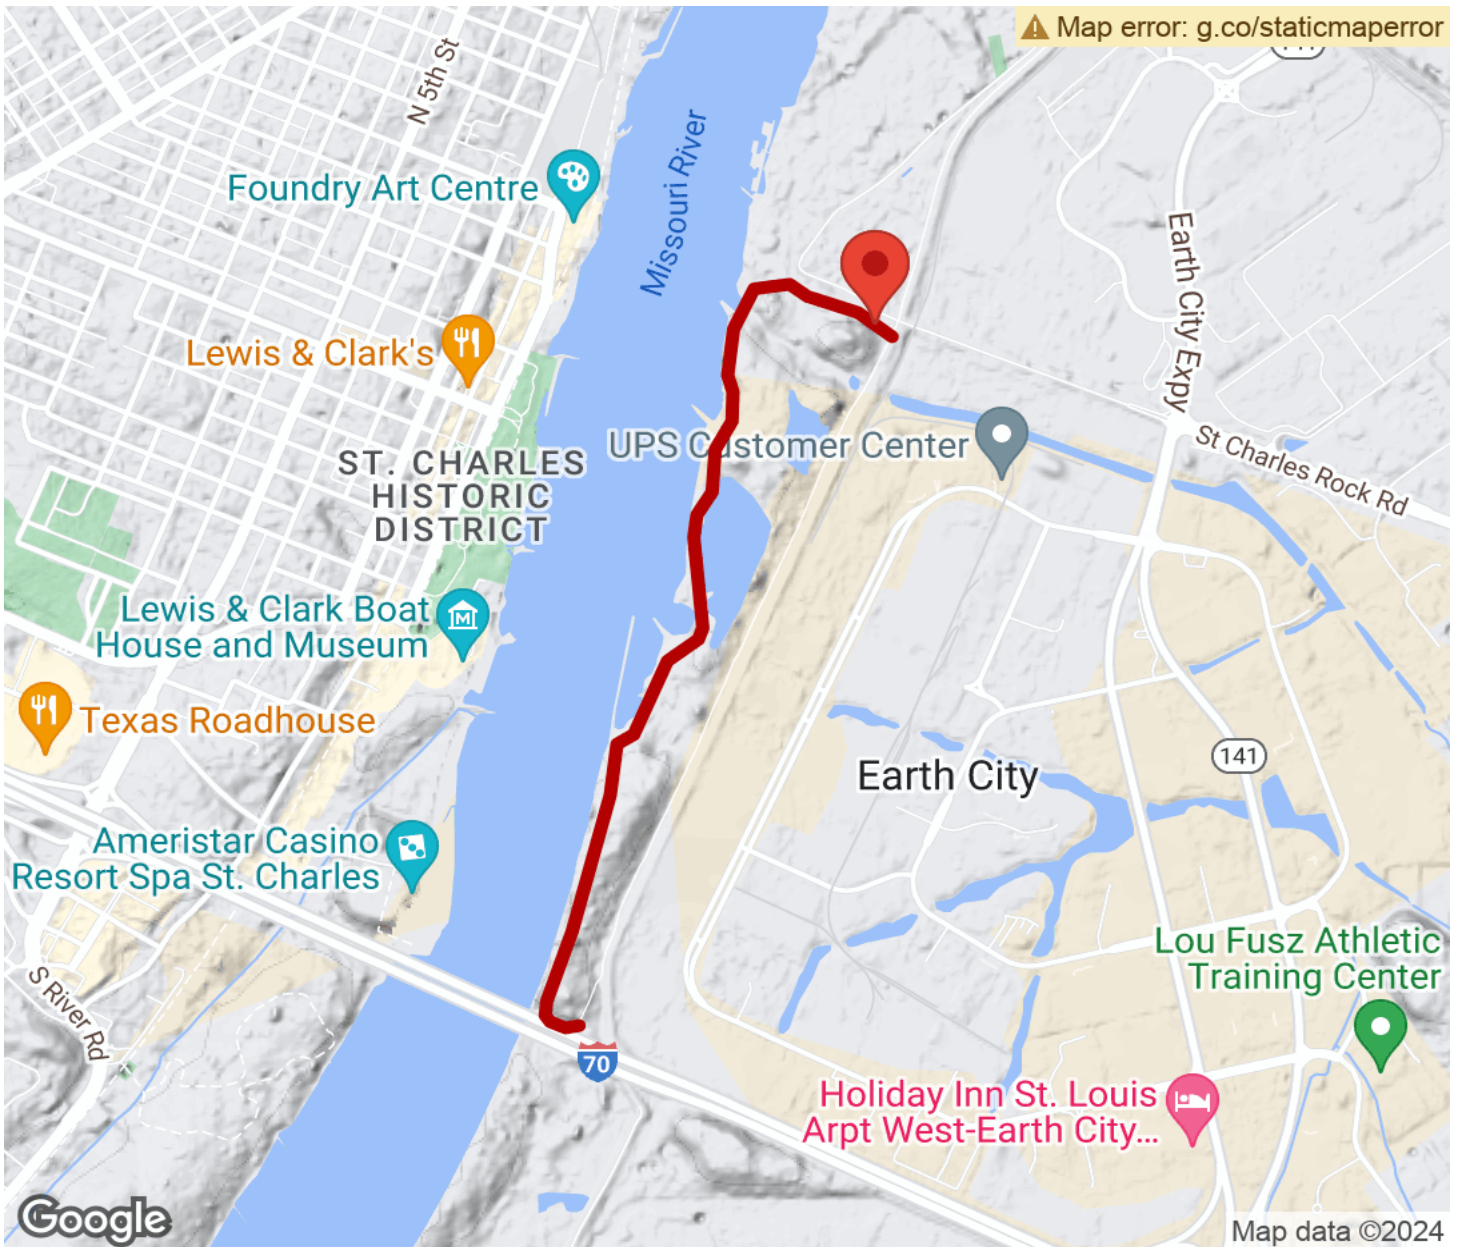 Map error: g.co/staticmaperror
N 5th St
Missouri River
Foundry Art Centre
Earth City Expy
Lewis & Clark's
UPS Customer Center
St Charles Rock Rd
ST. CHARLES
HISTORIC
DISTRICT
Lewis & Clark Boat
House and Museum
Texas Roadhouse
Earth City
141
Ameristar Casino
Resort Spa St. Charles
Lou Fusz Athletic
Training Center
S River Rd
70
Holiday Inn St. Louis
Arpt West-Earth City...
Google
Map data ©2024